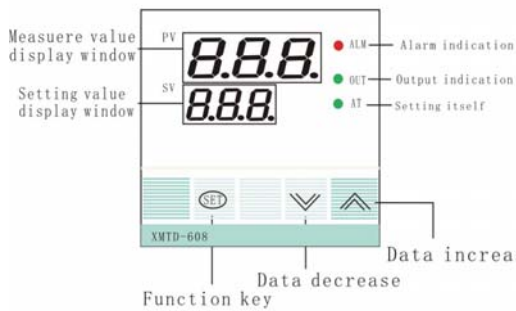 Measuere value
display window
PV
8.8.8.
ALM
Alarm indication
OUT
Output indication
Setting value
display window
SV
8.8.8.
AT
Setting itself
SET
XMTD-608
Data increa
Data decrease
Function key